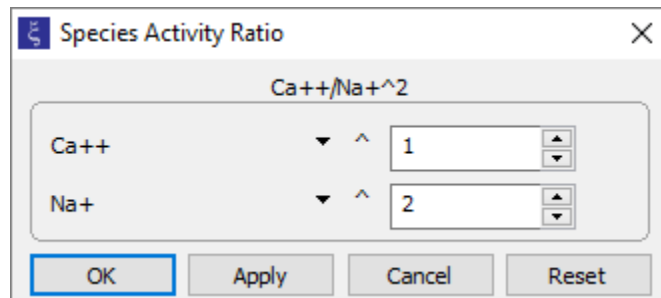 ξ Species Activity Ratio
Ca++/Na+^2
Ca++ ^ 1
Na+ ^ 2
OK Apply Cancel Reset